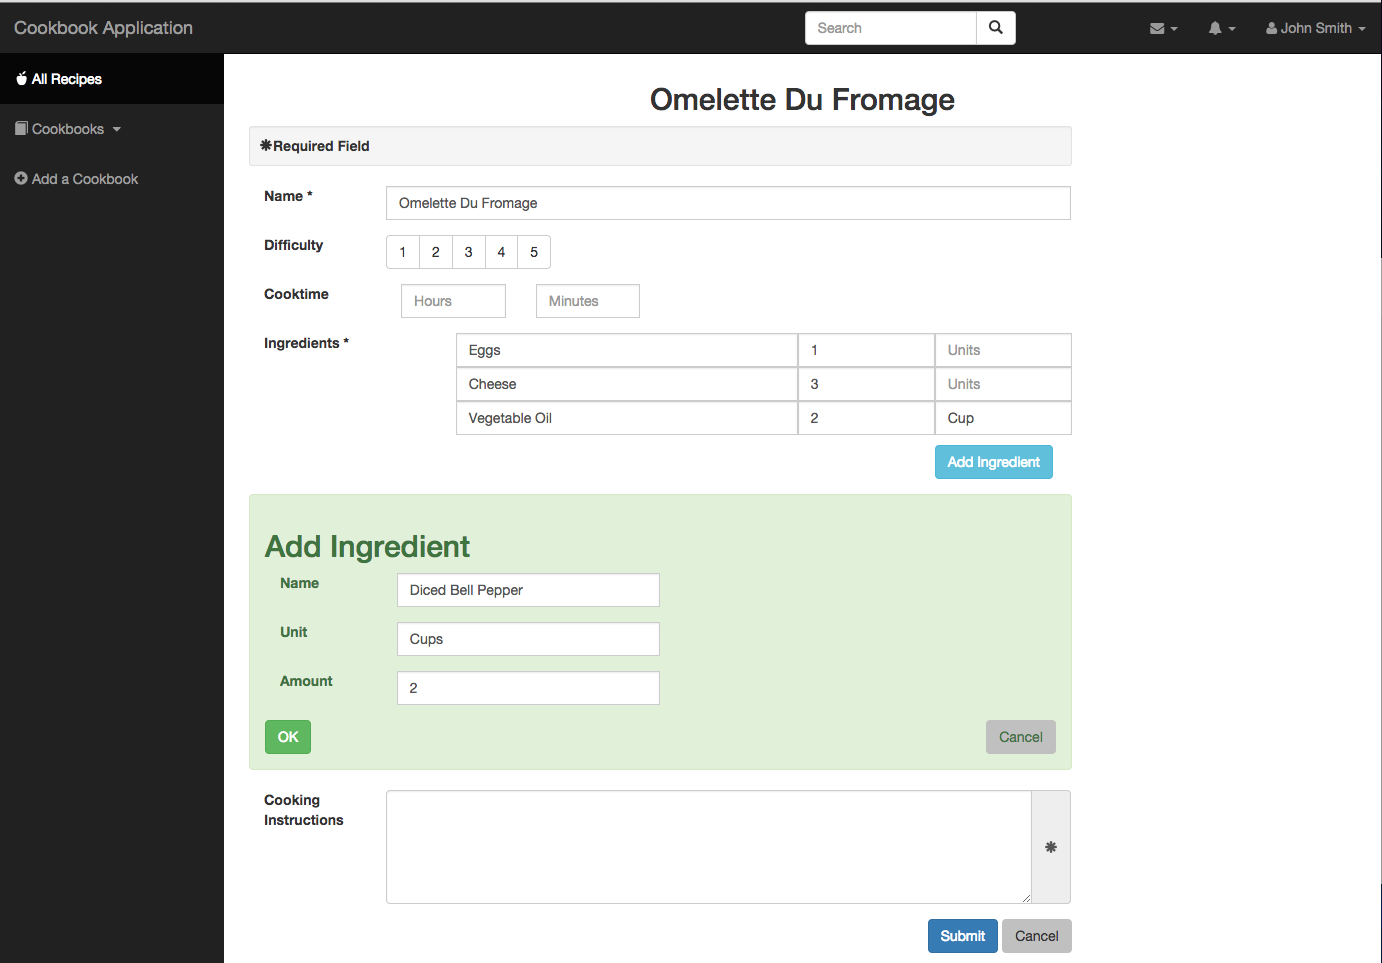 Cookbook Application
Search
John Smith
All Recipes
Cookbooks
Add a Cookbook
Omelette Du Fromage
*Required Field
Name *
Omelette Du Fromage
Difficulty
1 2 3 4 5
Cooktime
Hours Minutes
Ingredients *
Eggs 1 Units
Cheese 3 Units
Vegetable Oil 2 Cup
Add Ingredient
Add Ingredient
Name
Diced Bell Pepper
Unit
Cups
Amount
2
OK
Cancel
Cooking
Instructions
*
Submit
Cancel